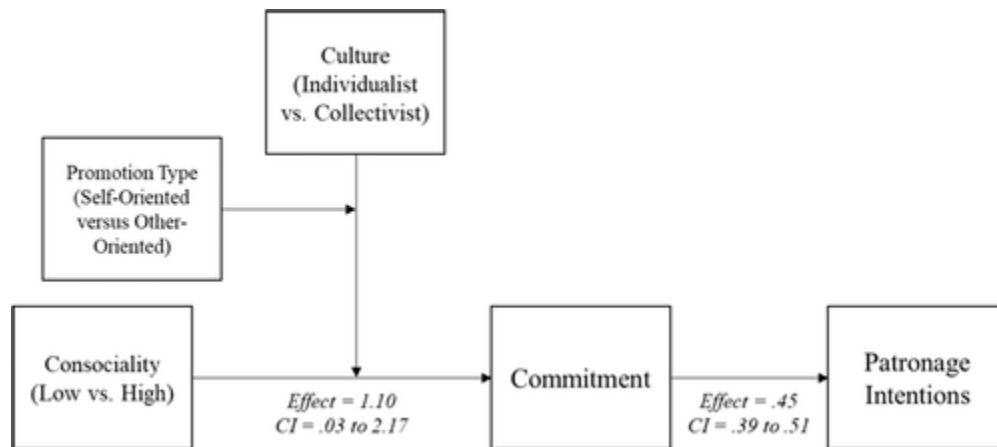 Culture
(Individualist
vs. Collectivist)
Promotion Type
(Self-Oriented
versus Other-
Oriented)
Consociality
(Low vs. High)
Effect = 1.10
CI = .03 to 2.17
Commitment
Effect = .45
CI = .39 to .51
Patronage
Intentions